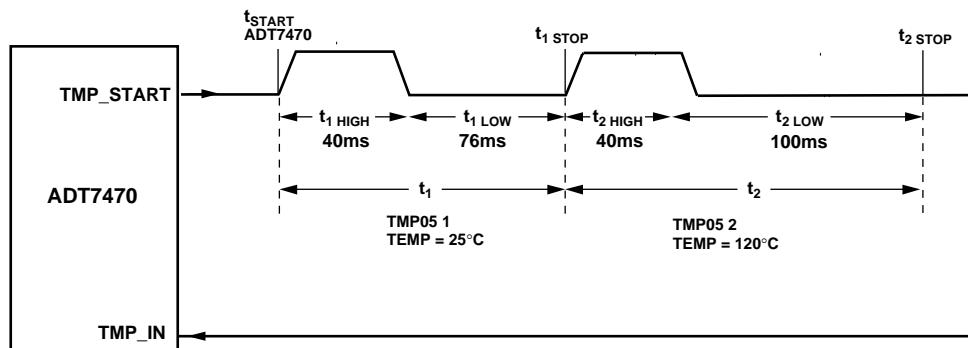 tSTART
ADT7470
t1 STOP
t2 STOP
TMP_START
t1 HIGH
t1 LOW
t2 HIGH
t2 LOW
40ms
76ms
40ms
100ms
ADT7470
t1
t2
TMP05 1
TEMP = 25°C
TMP05 2
TEMP = 120°C
TMP_IN